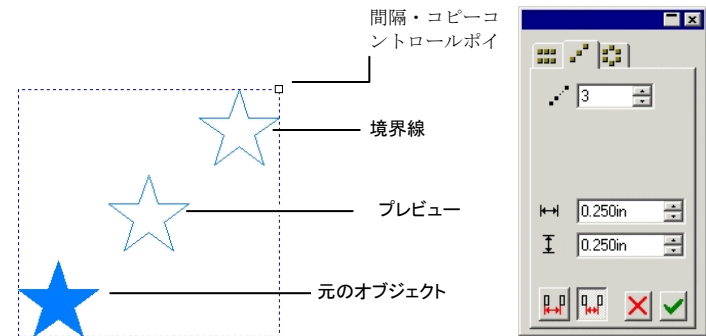 間隔・コピーコ
ントロールポイ
境界線
プレビュー
元のオブジェクト
3
0.250in
0.250in